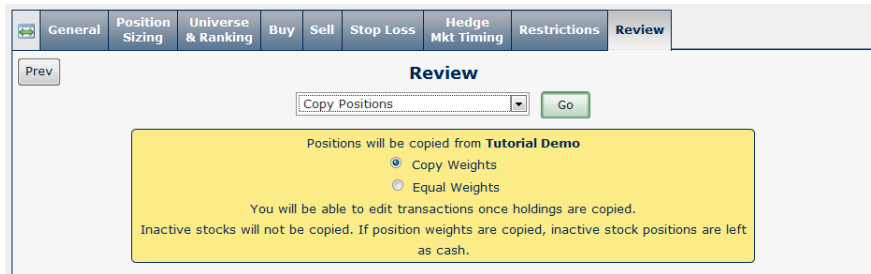 General
Position
Sizing
Universe
& Ranking
Buy
Sell
Stop Loss
Hedge
Mkt Timing
Restrictions
Review
Prev
Review
Copy Positions
Go
Positions will be copied from Tutorial Demo
Copy Weights
Equal Weights
You will be able to edit transactions once holdings are copied.
Inactive stocks will not be copied. If position weights are copied, inactive stock positions are left
as cash.